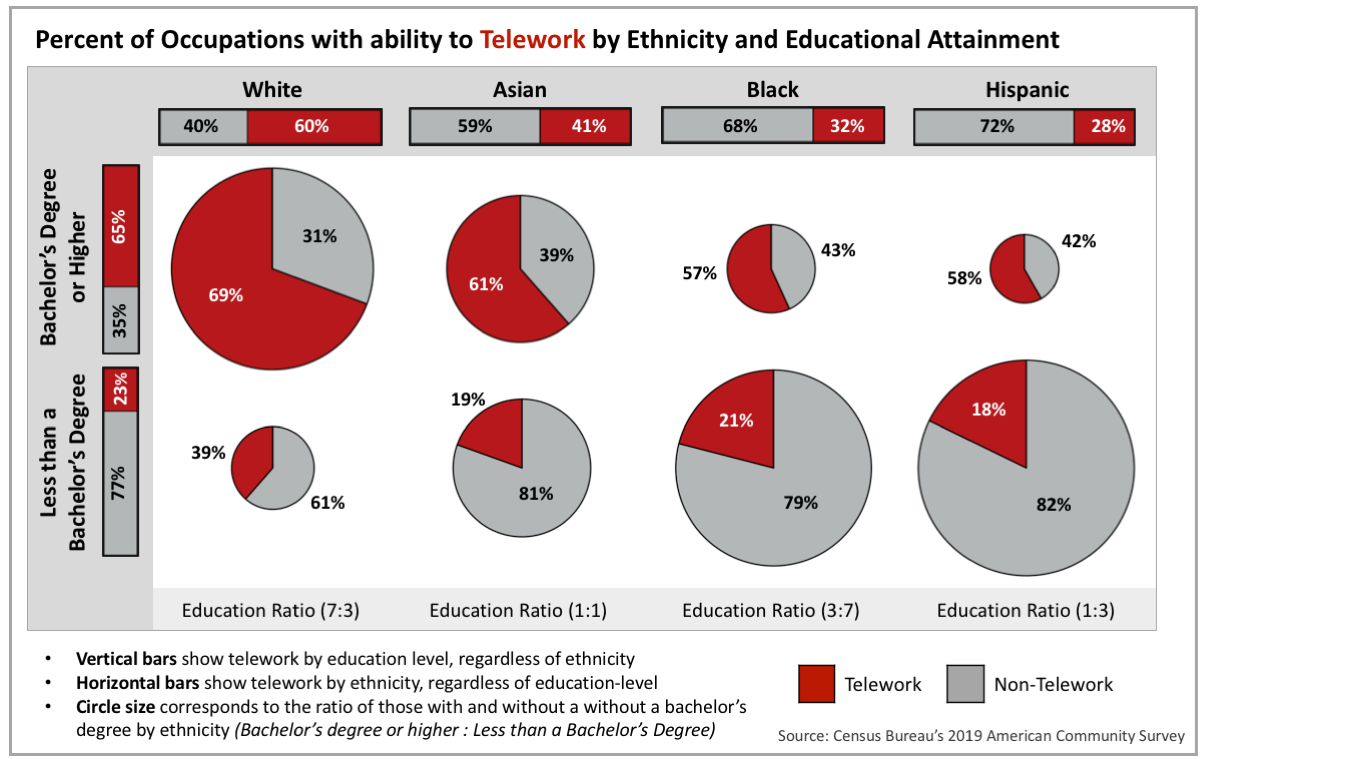 Percent of Occupations with ability to Telework by Ethnicity and Educational Attainment
White Asian Black Hispanic
40% 60% 59% 41% 68% 32% 72% 28%
Bachelor's Degree
or Higher
65%
35%
31%
69%
39%
61%
43%
57%
42%
58%
Less than a
Bachelor's Degree
23%
77%
39%
61%
19%
81%
21%
79%
18%
82%
Education Ratio (7:3) Education Ratio (1:1) Education Ratio (3:7) Education Ratio (1:3)
• Vertical bars show telework by education level, regardless of ethnicity
• Horizontal bars show telework by ethnicity, regardless of education-level
• Circle size corresponds to the ratio of those with and without a without a bachelor's
degree by ethnicity (Bachelor's degree or higher : Less than a Bachelor's Degree)
Telework Non-Telework
Source: Census Bureau's 2019 American Community Survey